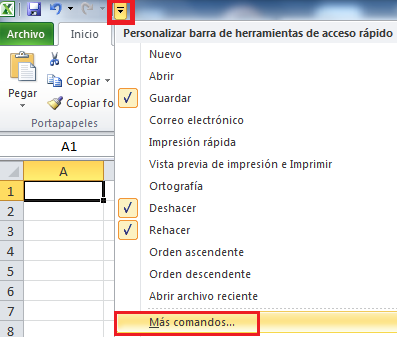 Personalizar barra de herramientas de acceso rápido
Archivo
Inicio
Nuevo
Abrir
Guardar
Correo electrónico
Impresión rápida
Vista previa de impresión e Imprimir
Ortografía
Deshacer
Rehacer
Orden ascendente
Orden descendente
Abrir archivo reciente
Más comandos...
Pegar
Cortar
Copiar
Copiar fo
Portapapeles
A1
A
1
2
3
4
5
6
7
8